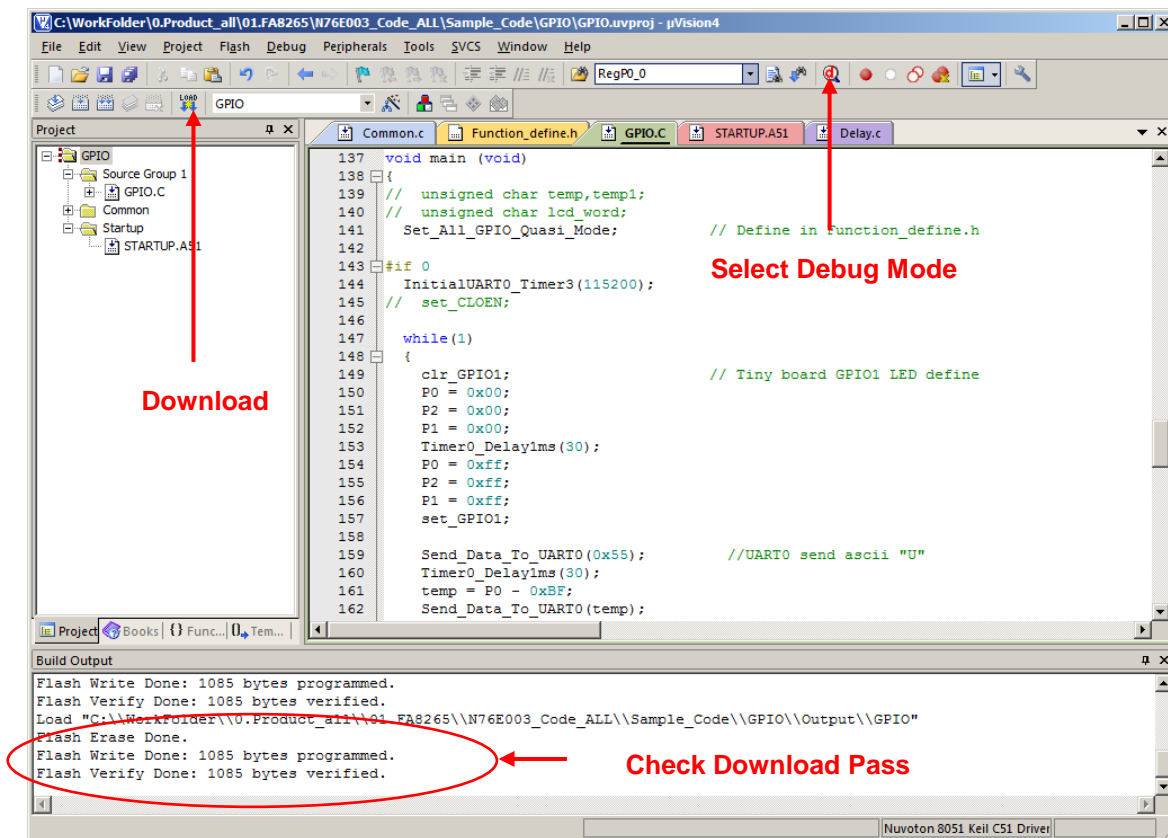 C:\WorkFolder\0.Product_all\01.FA8265\N76E003_Code_ALL\Sample_Code\GPIO\GPIO.uvproj - µVision4
File Edit View Project Flash Debug Peripherals Tools SVCS Window Help
RegP0_0
LOAD GPIO
Project
Common.c Function_define.h GPIO.C STARTUP.A51 Delay.c
GPIO
Source Group 1
GPIO.C
Common
Startup
STARTUP.A51
137 void main (void)
138 {
139 // unsigned char temp,temp1;
140 // unsigned char lcd_word;
141 Set_All_GPIO_Quasi_Mode; // Define in Function_define.h
142
143 #if 0
144 InitialUART0_Timer3(115200);
145 // set_CLOEN;
146
147 while(1)
148 {
149 clr_GPIO1; // Tiny board GPIO1 LED define
150 P0 = 0x00;
151 P2 = 0x00;
152 P1 = 0x00;
153 Timer0_Delay1ms(30);
154 P0 = 0xff;
155 P2 = 0xff;
156 P1 = 0xff;
157 set_GPIO1;
158
159 Send_Data_To_UART0(0x55); //UART0 send ascii "U"
160 Timer0_Delay1ms(30);
161 temp = P0 - 0xBF;
162 Send_Data_To_UART0(temp);
Select Debug Mode
Download
Project Books {} Func... Tem...
Build Output
Flash Write Done: 1085 bytes programmed.
Flash Verify Done: 1085 bytes verified.
Load "C:\\WorkFolder\\0.Product_all\\01.FA8265\\N76E003_Code_ALL\\Sample_Code\\GPIO\\Output\\GPIO"
Flash Erase Done.
Flash Write Done: 1085 bytes programmed.
Flash Verify Done: 1085 bytes verified.
Check Download Pass
Nuvoton 8051 Keil C51 Driver